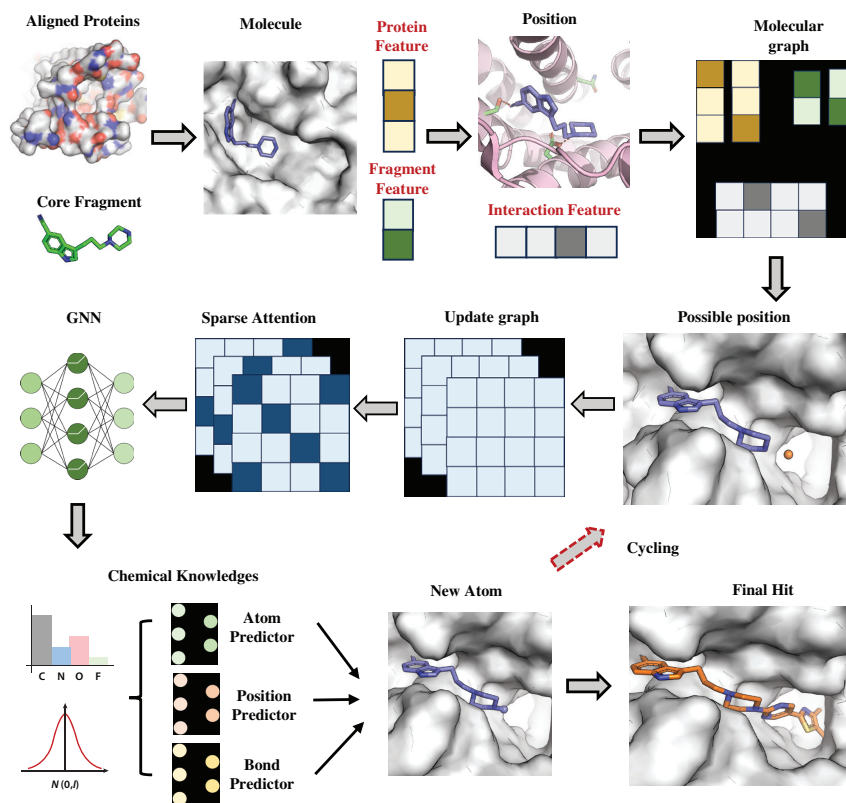 Aligned Proteins
Molecule
Protein
Feature
Position
Molecular
graph
Core Fragment
Fragment
Feature
Interaction Feature
GNN
Sparse Attention
Update graph
Possible position
Cycling
Chemical Knowledges
New Atom
Final Hit
Atom
Predictor
C N O F
Position
Predictor
Bond
Predictor
N (0,I)